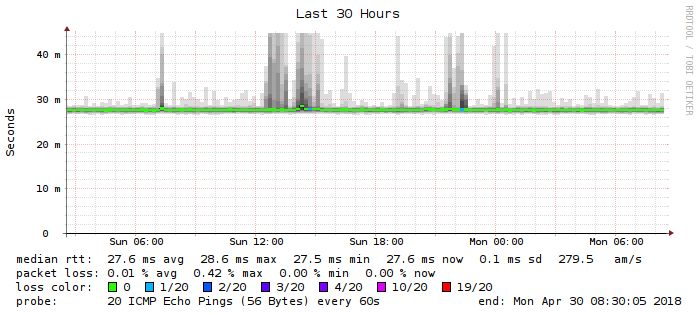 Last 30 Hours
RRDTOOL / TOBI OETIKER
Seconds
40 m
30 m
20 m
10 m
0
Sun 06:00 Sun 12:00 Sun 18:00 Mon 00:00 Mon 06:00
median rtt: 27.6 ms avg 28.6 ms max 27.5 ms min 27.6 ms now 0.1 ms sd 279.5 am/s
packet loss: 0.01 % avg 0.42 % max 0.00 % min 0.00 % now
loss color: 0 1/20 2/20 3/20 4/20 10/20 19/20
probe: 20 ICMP Echo Pings (56 Bytes) every 60s end: Mon Apr 30 08:30:05 2018